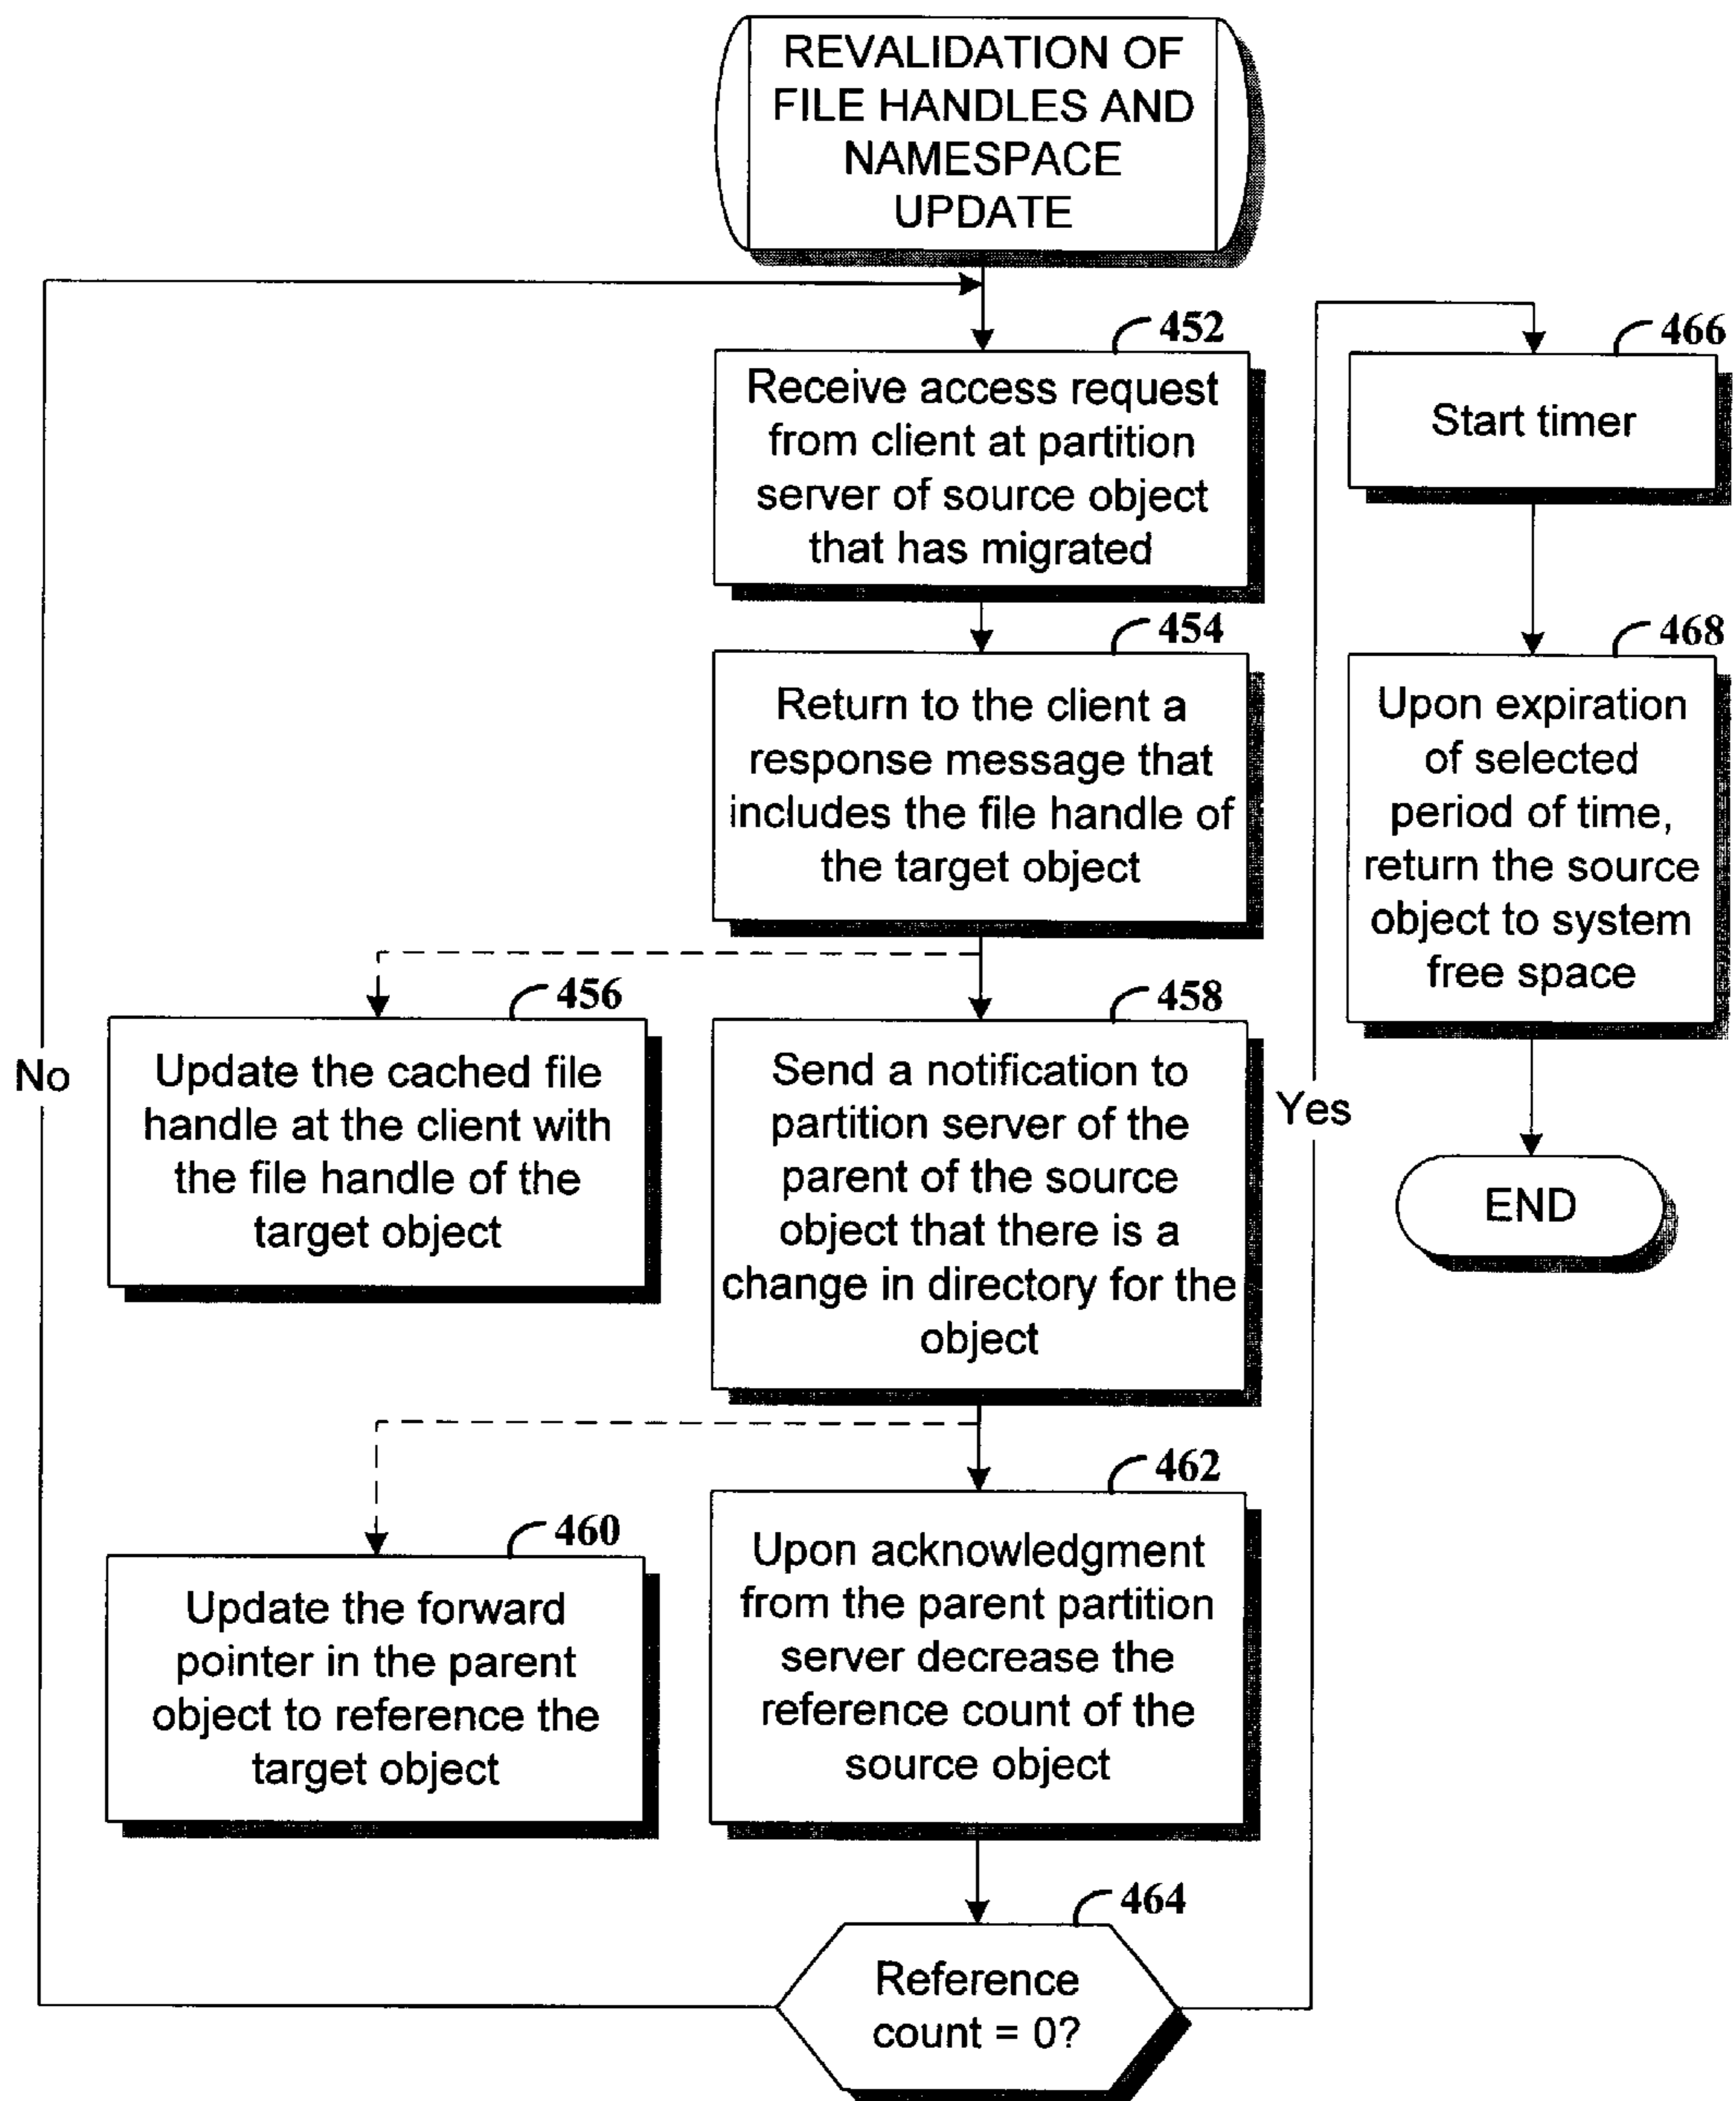 REVALIDATION OF
FILE HANDLES AND
NAMESPACE
UPDATE
452
Receive access request
from client at partition
server of source object
that has migrated
454
Return to the client a
response message that
includes the file handle of
the target object
456
Update the cached file
handle at the client with
the file handle of the
target object
458
Send a notification to
partition server of the
parent of the source
object that there is a
change in directory for the
object
460
Update the forward
pointer in the parent
object to reference the
target object
462
Upon acknowledgment
from the parent partition
server decrease the
reference count of the
source object
464
Reference
count = 0?
No
Yes
466
Start timer
468
Upon expiration
of selected
period of time,
return the source
object to system
free space
END